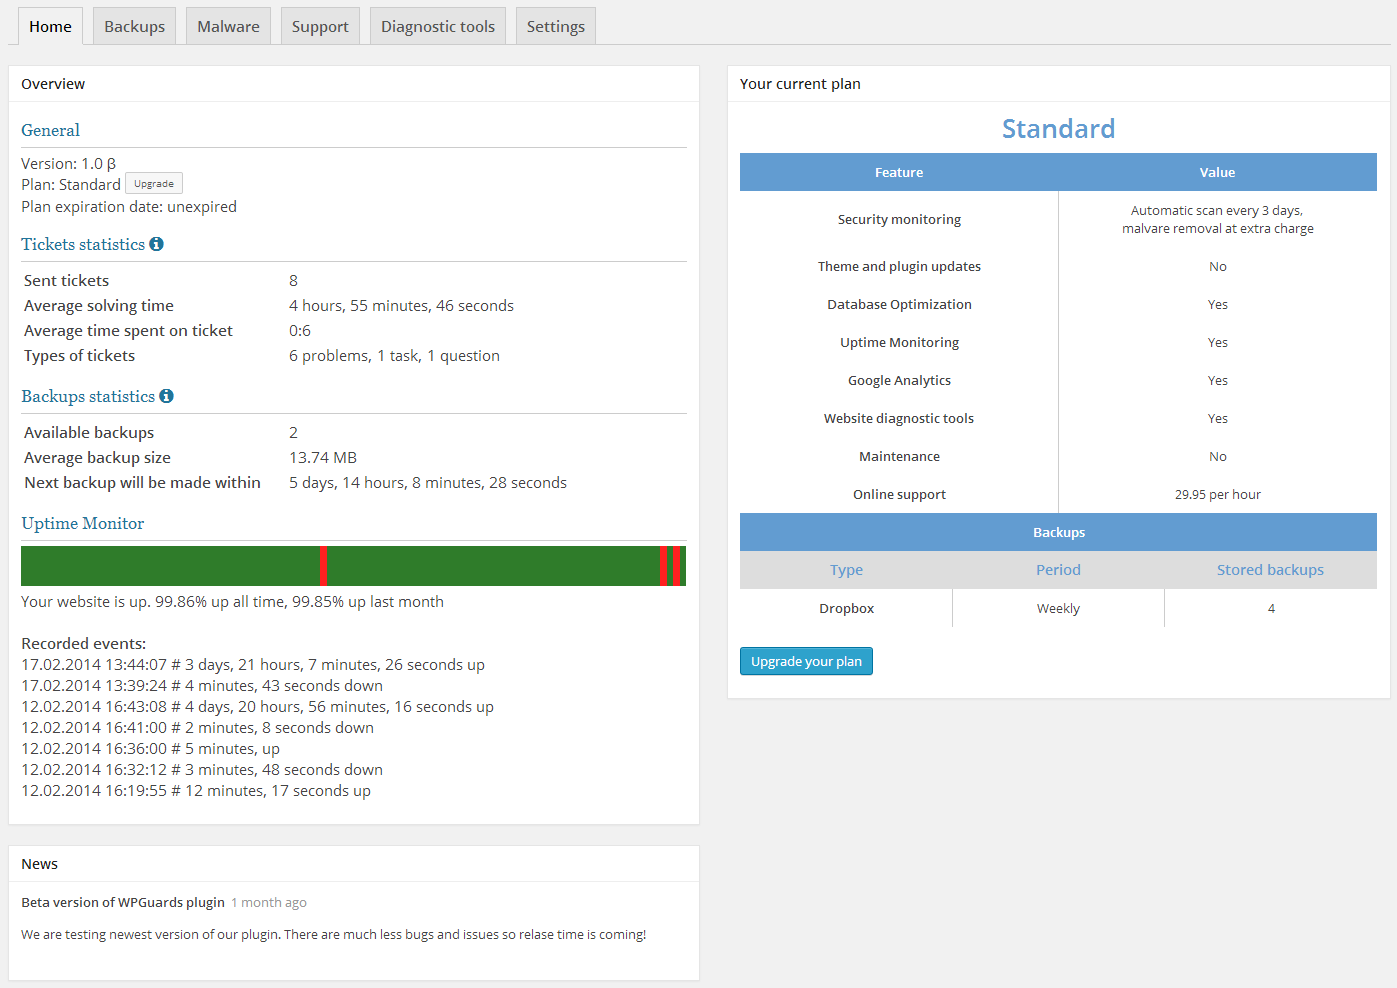 Home
Backups
Malware
Support
Diagnostic tools
Settings
Overview
General
Version: 1.0 β
Plan: Standard Upgrade
Plan expiration date: unexpired
Tickets statistics
Sent tickets 8
Average solving time 4 hours, 55 minutes, 46 seconds
Average time spent on ticket 0:6
Types of tickets 6 problems, 1 task, 1 question
Backups statistics
Available backups 2
Average backup size 13.74 MB
Next backup will be made within 5 days, 14 hours, 8 minutes, 28 seconds
Uptime Monitor
Your website is up. 99.86% up all time, 99.85% up last month
Recorded events:
17.02.2014 13:44:07 # 3 days, 21 hours, 7 minutes, 26 seconds up
17.02.2014 13:39:24 # 4 minutes, 43 seconds down
12.02.2014 16:43:08 # 4 days, 20 hours, 56 minutes, 16 seconds up
12.02.2014 16:41:00 # 2 minutes, 8 seconds down
12.02.2014 16:36:00 # 5 minutes, up
12.02.2014 16:32:12 # 3 minutes, 48 seconds down
12.02.2014 16:19:55 # 12 minutes, 17 seconds up
News
Beta version of WPGuards plugin 1 month ago
We are testing newest version of our plugin. There are much less bugs and issues so relase time is coming!
Your current plan
Standard
Feature Value
Security monitoring Automatic scan every 3 days,
malvare removal at extra charge
Theme and plugin updates No
Database Optimization Yes
Uptime Monitoring Yes
Google Analytics Yes
Website diagnostic tools Yes
Maintenance No
Online support 29.95 per hour
Backups
Type Period Stored backups
Dropbox Weekly 4
Upgrade your plan